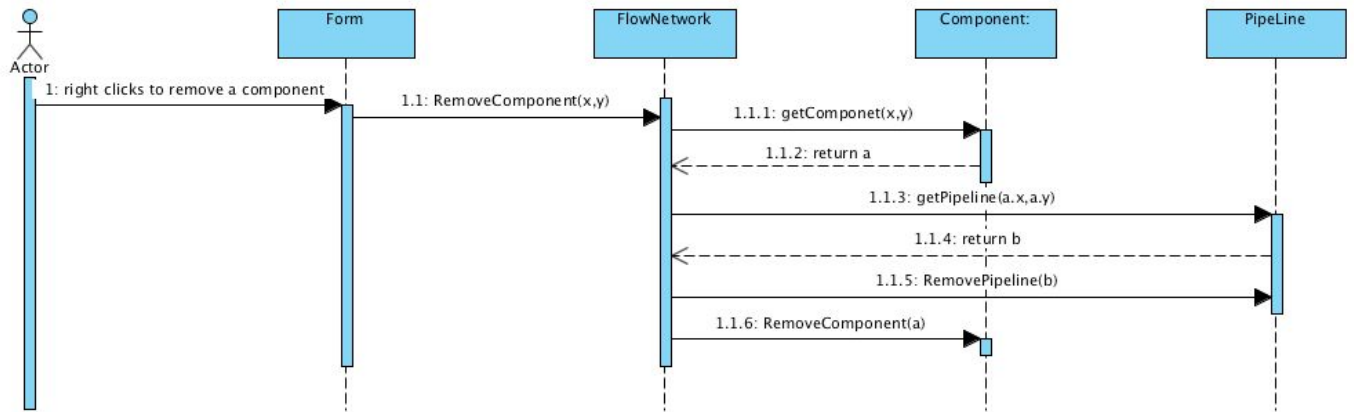 Form
FlowNetwork
Component:
PipeLine
Actor
1: right clicks to remove a component
1.1: RemoveComponent(x,y)
1.1.1: getComponet(x,y)
1.1.2: return a
1.1.3: getPipeline(a.x,a.y)
1.1.4: return b
1.1.5: RemovePipeline(b)
1.1.6: RemoveComponent(a)